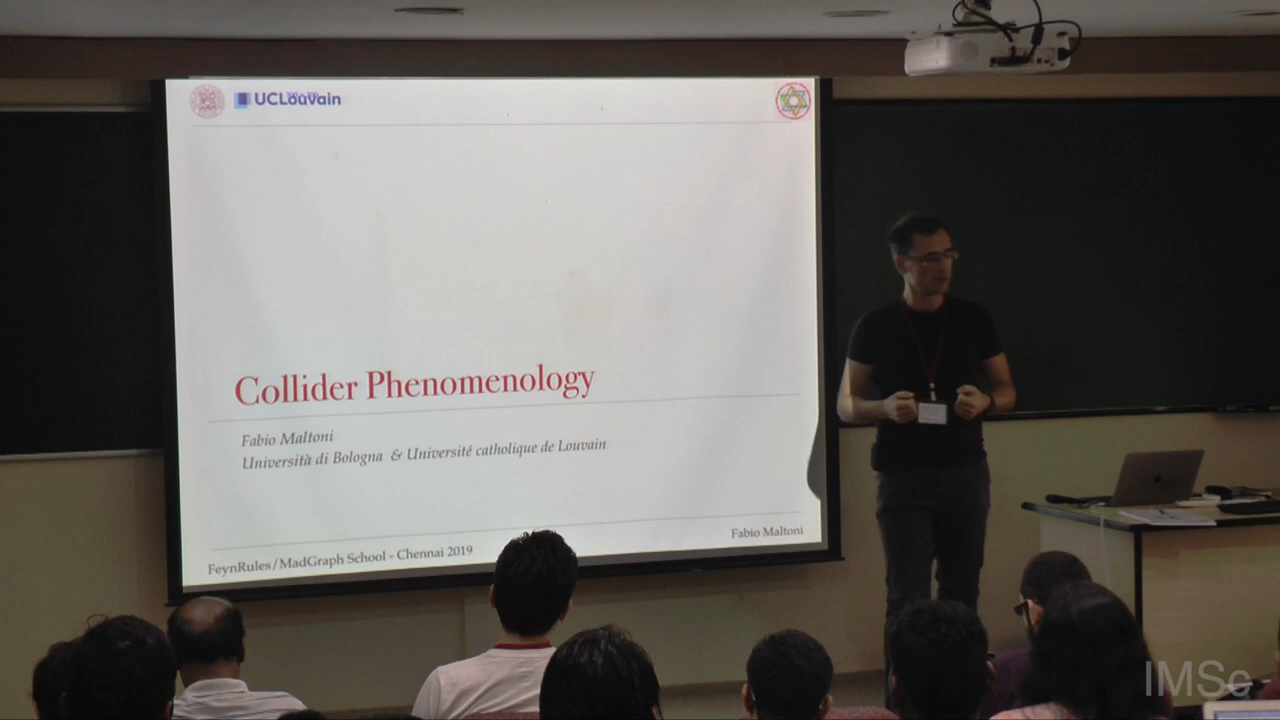 UCLouvain
Collider Phenomenology
Fabio Maltoni
Università di Bologna & Université catholique de Louvain
Fabio Maltoni
FeynRules/MadGraph School - Chennai 2019
IMSc